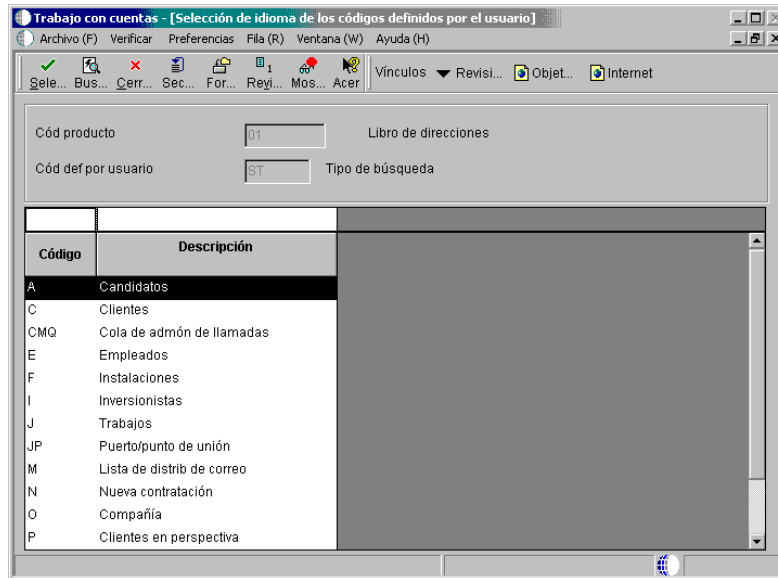 Trabajo con cuentas - [Selección de idioma de los códigos definidos por el usuario]
Archivo (F) Verificar Preferencias Fila (R) Ventana (W) Ayuda (H)
Sele... Bus... Cerr... Sec... For... Revi... Mos... Acer Vínculos Revisi... Objet... Internet
Cód producto 01 Libro de direcciones
Cód def por usuario ST Tipo de búsqueda
Código Descripción
A Candidatos
C Clientes
CMQ Cola de admón de llamadas
E Empleados
F Instalaciones
I Inversionistas
J Trabajos
JP Puerto/punto de unión
M Lista de distrib de correo
N Nueva contratación
O Compañía
P Clientes en perspectiva